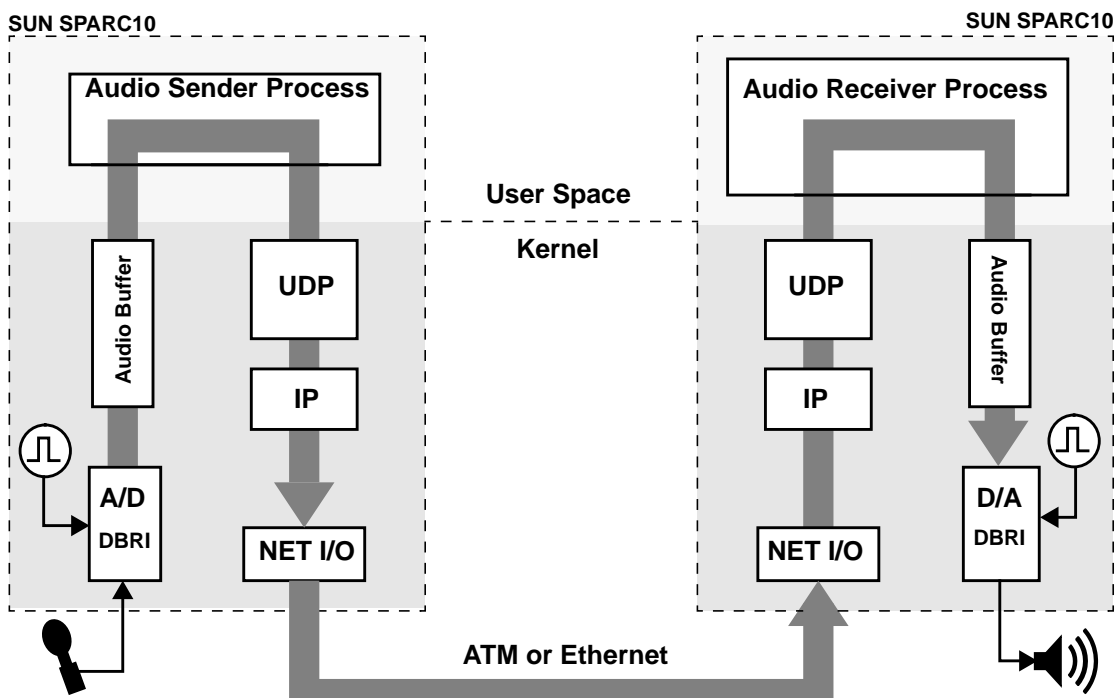 SUN SPARC10
SUN SPARC10
Audio Sender Process
Audio Receiver Process
User Space
Kernel
Audio Buffer
UDP
UDP
Audio Buffer
IP
IP
A/D
DBRI
NET I/O
NET I/O
D/A
DBRI
ATM or Ethernet